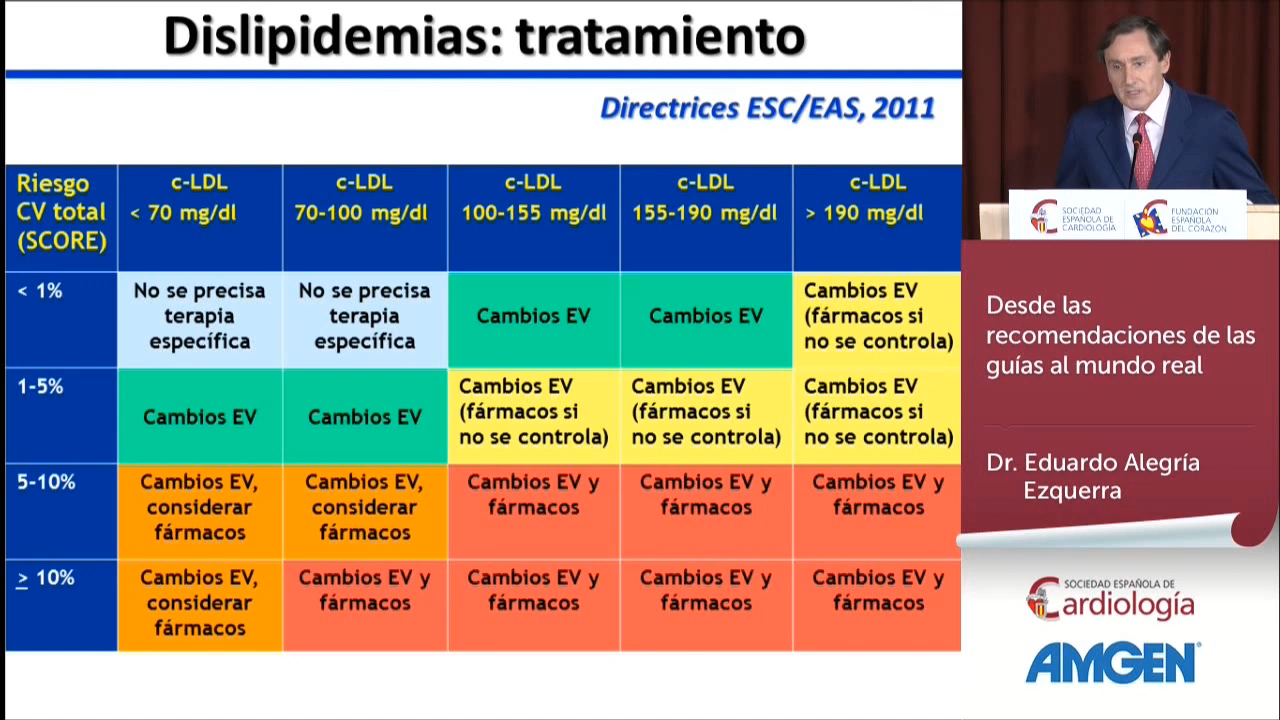 Dislipidemias: tratamiento
Directrices ESC/EAS, 2011
Riesgo
CV total
(SCORE)
c-LDL
< 70 mg/dl
c-LDL
70-100 mg/dl
c-LDL
100-155 mg/dl
c-LDL
155-190 mg/dl
c-LDL
> 190 mg/dl
< 1%
No se precisa
terapia
específica
No se precisa
terapia
específica
Cambios EV
Cambios EV
Cambios EV
(fármacos si
no se controla)
1-5%
Cambios EV
Cambios EV
Cambios EV
(fármacos si
no se controla)
Cambios EV
(fármacos si
no se controla)
Cambios EV
(fármacos si
no se controla)
5-10%
Cambios EV,
considerar
fármacos
Cambios EV,
considerar
fármacos
Cambios EV y
fármacos
Cambios EV y
fármacos
Cambios EV y
fármacos
≥ 10%
Cambios EV,
considerar
fármacos
Cambios EV y
fármacos
Cambios EV y
fármacos
Cambios EV y
fármacos
Cambios EV y
fármacos
SOCIEDAD
ESPAÑOLA DE
CARDIOLOGÍA
FUNDACIÓN
ESPAÑOLA
DEL CORAZÓN
Desde las
recomendaciones de las
guías al mundo real
Dr. Eduardo Alegría
Ezquerra
SOCIEDAD ESPAÑOLA DE
Cardiología
AMGEN®